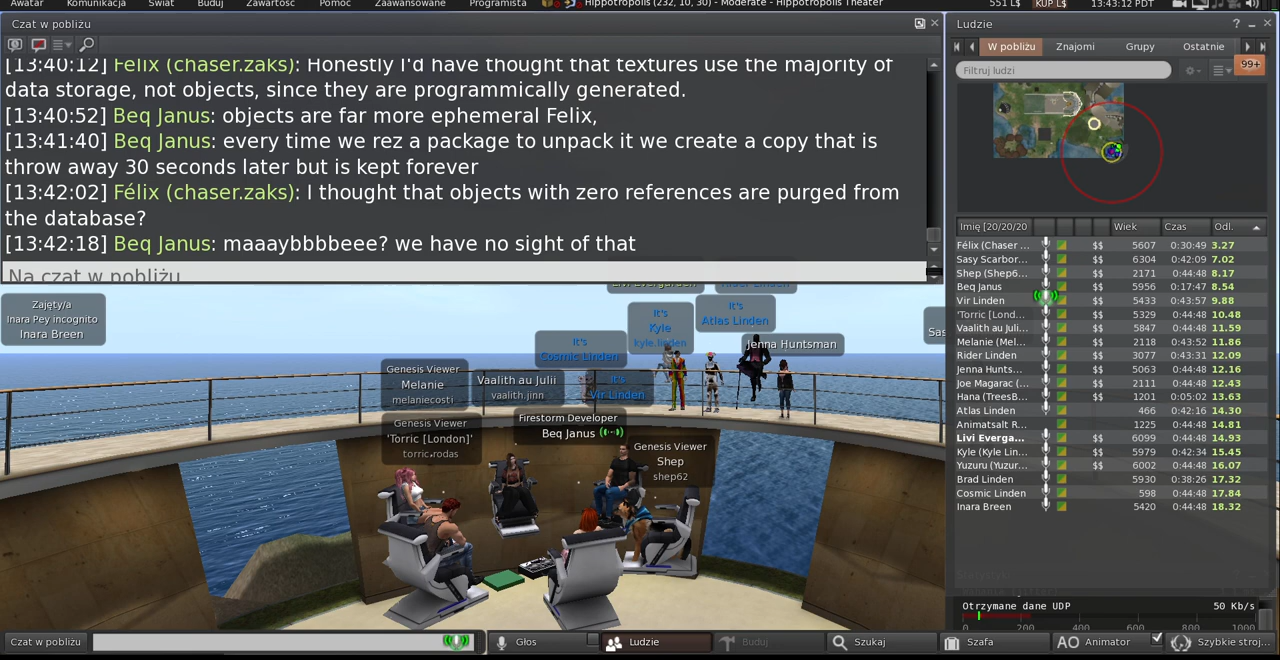 Awatar Komunikacja Świat Buduj Zawartość Pomoc Zaawansowane Programista Hippotropolis (232, 10, 30) - Moderate - Hippotropolis Theater 551 L$ KUP L$ 13:43:12 PDT
Czat w pobliżu
[13:40:12] Félix (chaser.zaks): Honestly I'd have thought that textures use the majority of
data storage, not objects, since they are programmically generated.
[13:40:52] Beq Janus: objects are far more ephemeral Felix,
[13:41:40] Beq Janus: every time we rez a package to unpack it we create a copy that is
throw away 30 seconds later but is kept forever
[13:42:02] Félix (chaser.zaks): I thought that objects with zero references are purged from
the database?
[13:42:18] Beq Janus: maaaybbbbeee? we have no sight of that
Na czat w pobliżu
Zajęty/a
Inara Pey incognito
Inara Breen
Livi Evergarden
Rider Linden
It's
Kyle
kyle.linden
It's
Atlas Linden
Sas
It's
Cosmic Linden
Jenna Huntsman
Genesis Viewer
Melanie
melaniecosti
Vaalith au Julii
vaalith.jinn
It's
Vir Linden
Genesis Viewer
'Torric [London]'
torric.rodas
Firestorm Developer
Beq Janus
Genesis Viewer
Shep
shep62
Ludzie
W pobliżu Znajomi Grupy Ostatnie
99+
Filtruj ludzi
Imię [20/20/20 Wiek Czas Odl.
Félix (Chaser ... $$ 5607 0:30:49 3.27
Sasy Scarbor... $$ 6304 0:42:09 7.02
Shep (Shep6... $$ 2171 0:44:48 8.17
Beq Janus $$ 5956 0:17:47 8.54
Vir Linden $$ 5433 0:43:57 9.88
'Torric [Lond... $$ 5329 0:44:48 10.48
Vaalith au Juli... $$ 5847 0:44:48 11.59
Melanie (Mel... $$ 2118 0:43:52 11.86
Rider Linden $$ 3077 0:43:31 12.09
Jenna Hunts... $$ 5063 0:44:48 12.16
Joe Magarac (... $$ 2111 0:44:48 12.43
Hana (TreesB... $$ 1201 0:05:02 13.63
Atlas Linden 466 0:42:16 14.30
Animatsalt R... 1225 0:44:48 14.81
Livi Everga... $$ 6099 0:44:48 14.93
Kyle (Kyle Lin... $$ 5979 0:42:34 15.45
Yuzuru (Yuzur... $$ 6002 0:44:48 16.07
Brad Linden 5930 0:38:26 17.32
Cosmic Linden 598 0:44:48 17.84
Inara Breen 5420 0:44:48 18.32
Otrzymane dane UDP 50 Kb/s
0 200 400 600 800 1000
Czat w pobliżu Głos Ludzie Buduj Szukaj Szafa AO Animator Szybkie stroj...